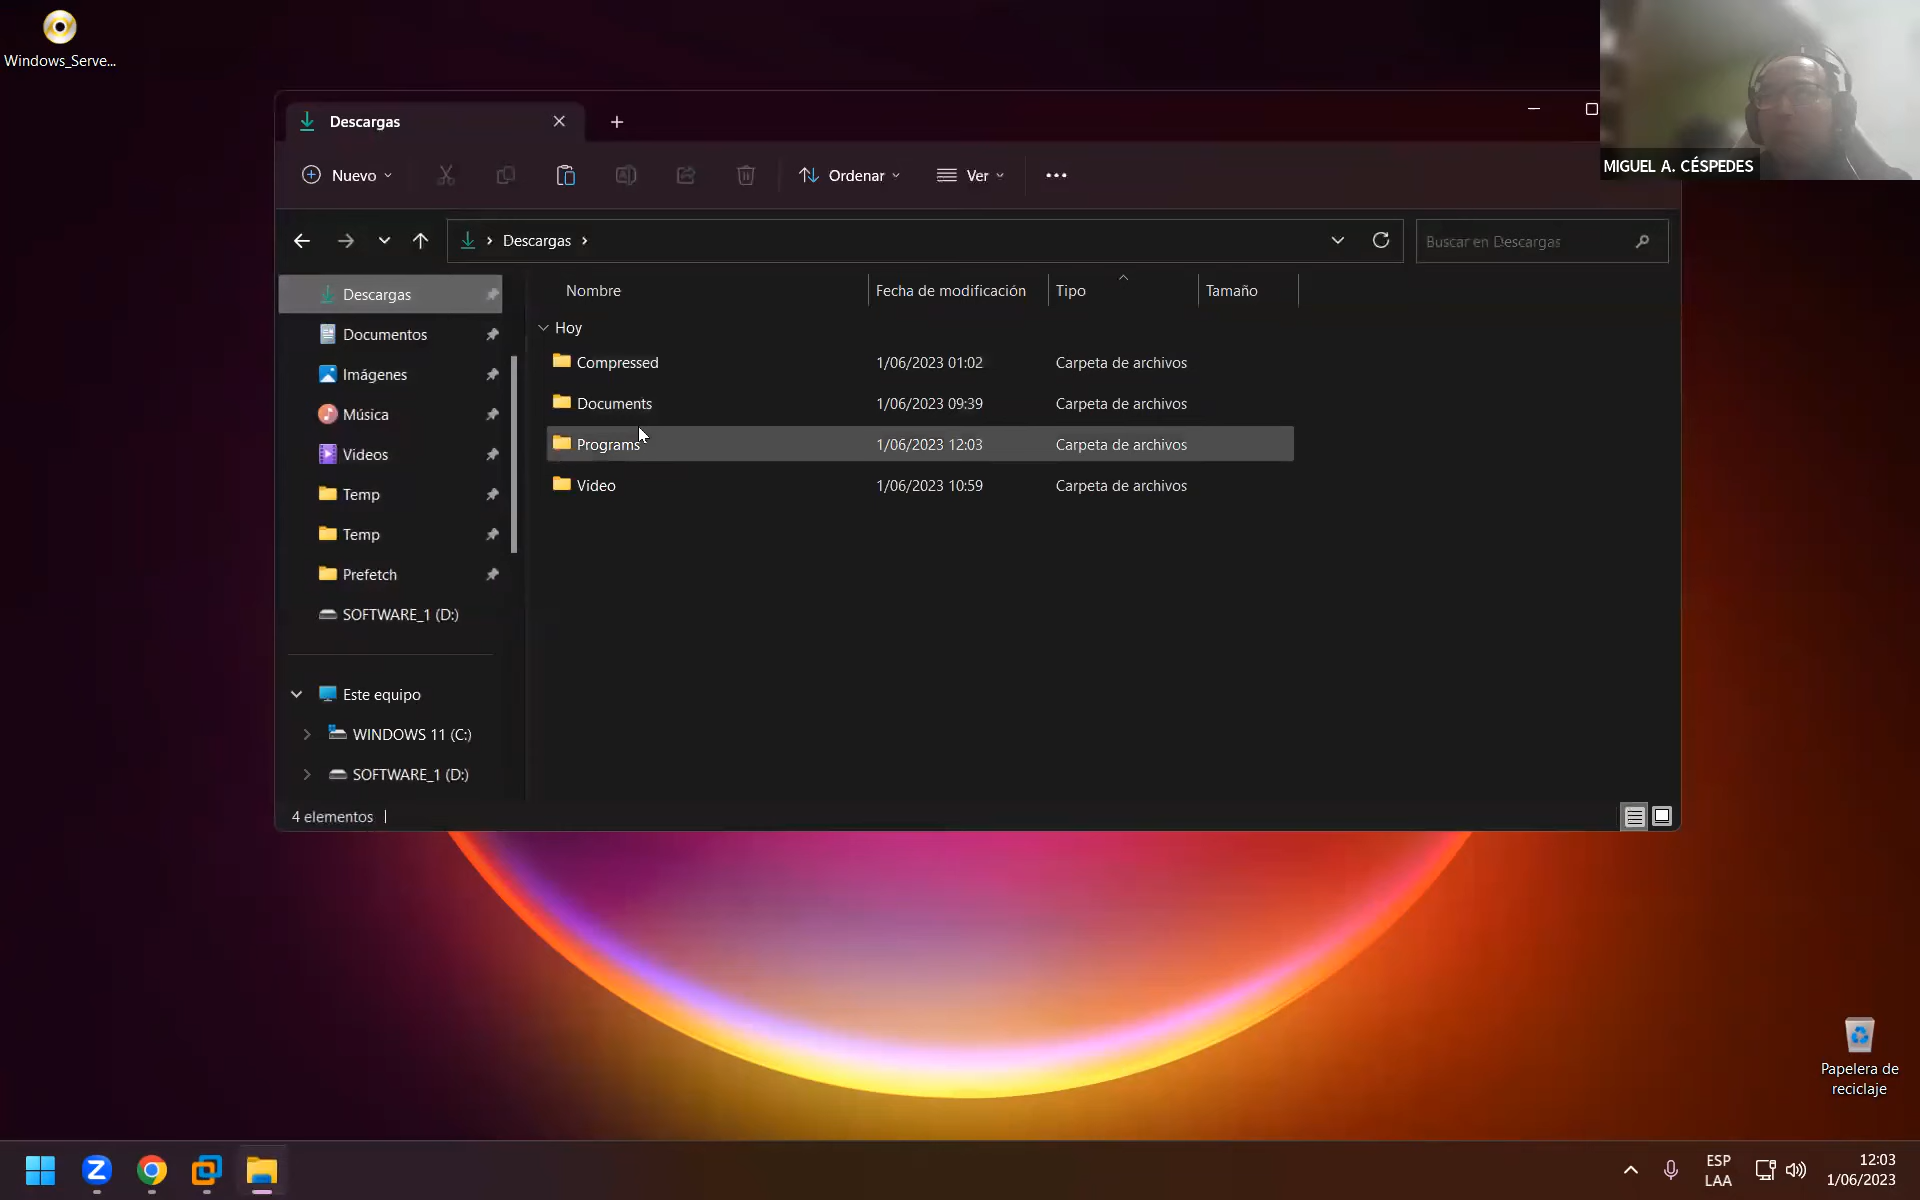 Windows_Serve...
MIGUEL A. CÉSPEDES
Descargas
Nuevo
Ordenar
Ver
Descargas
Buscar en Descargas
Descargas
Documentos
Imágenes
Música
Videos
Temp
Temp
Prefetch
SOFTWARE_1 (D:)
Este equipo
WINDOWS 11 (C:)
SOFTWARE_1 (D:)
Nombre Fecha de modificación Tipo Tamaño
Hoy
Compressed 1/06/2023 01:02 Carpeta de archivos
Documents 1/06/2023 09:39 Carpeta de archivos
Programs 1/06/2023 12:03 Carpeta de archivos
Video 1/06/2023 10:59 Carpeta de archivos
4 elementos
Papelera de
reciclaje
ESP
LAA
12:03
1/06/2023